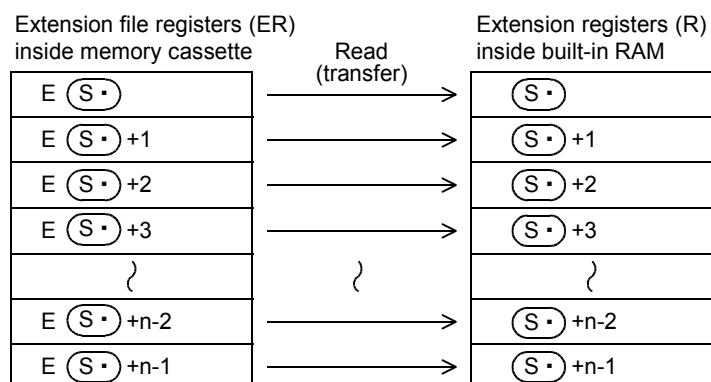 Extension file registers (ER)
inside memory cassette
Read
(transfer)
Extension registers (R)
inside built-in RAM
E S· S·
E S· +1 S· +1
E S· +2 S· +2
E S· +3 S· +3
E S· +n-2 S· +n-2
E S· +n-1 S· +n-1